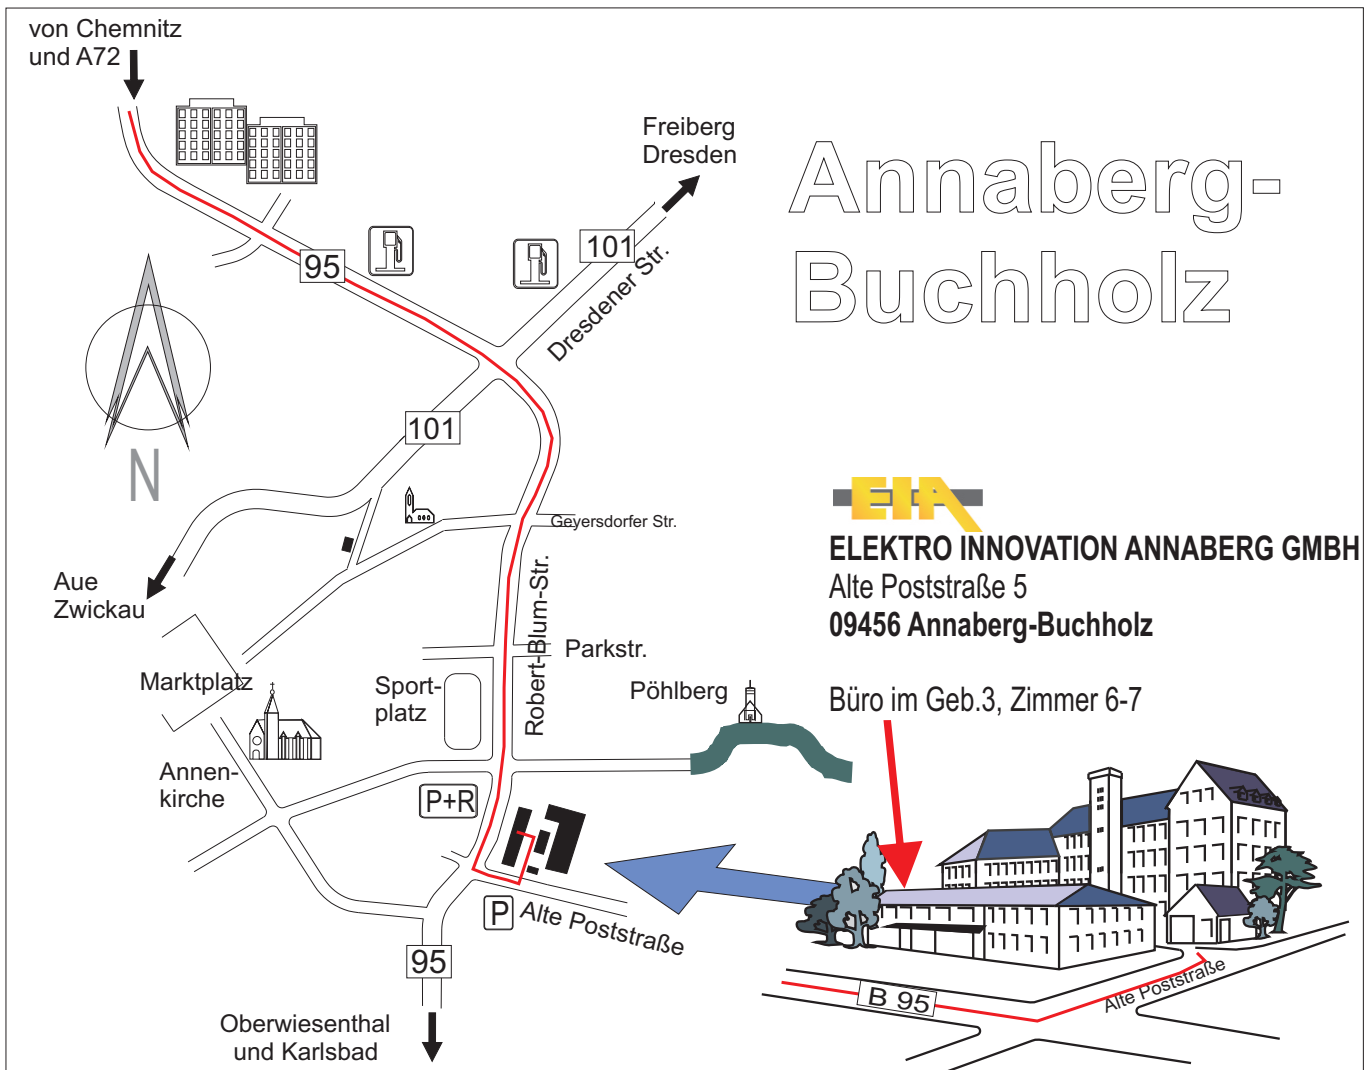 von Chemnitz
und A72
Freiberg
Dresden
Annaberg-
Buchholz
101
95
Dresdener Str.
101
N
EIA
Geyersdorfer Str.
ELEKTRO INNOVATION ANNABERG GMBH
Aue
Zwickau
Alte Poststraße 5
09456 Annaberg-Buchholz
Robert-Blum-Str.
Parkstr.
Marktplatz
Sport-
platz
Pöhlberg
Büro im Geb.3, Zimmer 6-7
Annen-
kirche
P+R
P
Alte Poststraße
95
Alte Poststraße
B 95
Oberwiesenthal
und Karlsbad